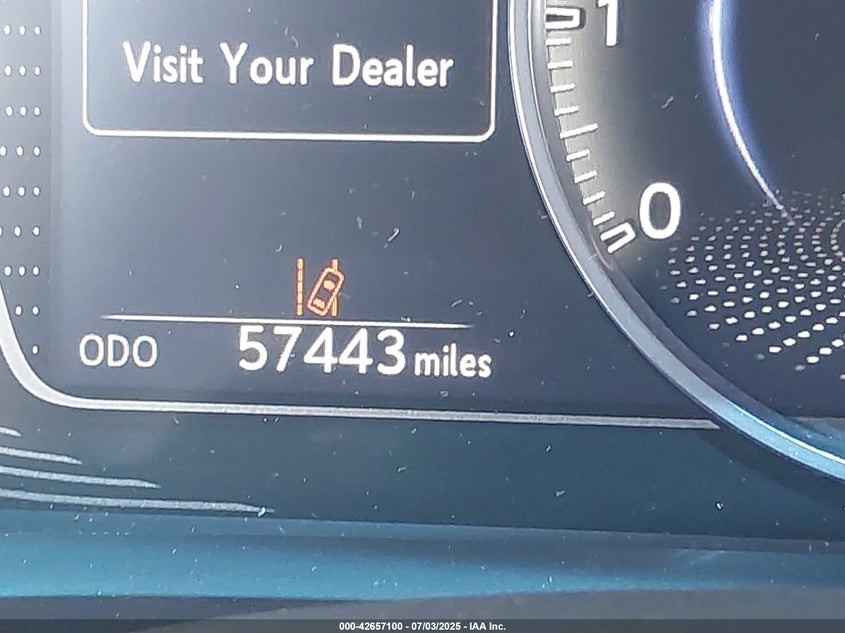 Visit Your Dealer
1
0
ODO 57443 miles
000-42657100 - 07/03/2025 - IAA Inc.